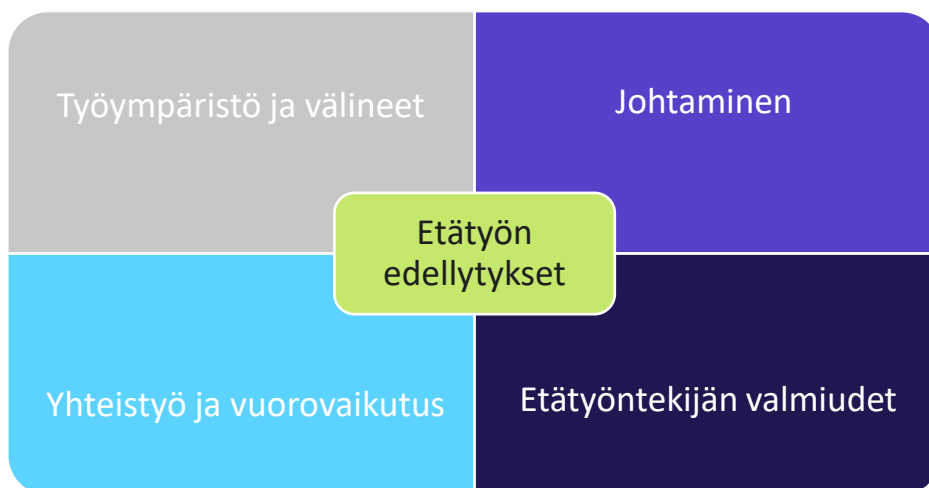 Työympäristö ja välineet
Johtaminen
Etätyön
edellytykset
Yhteistyö ja vuorovaikutus
Etätyöntekijän valmiudet